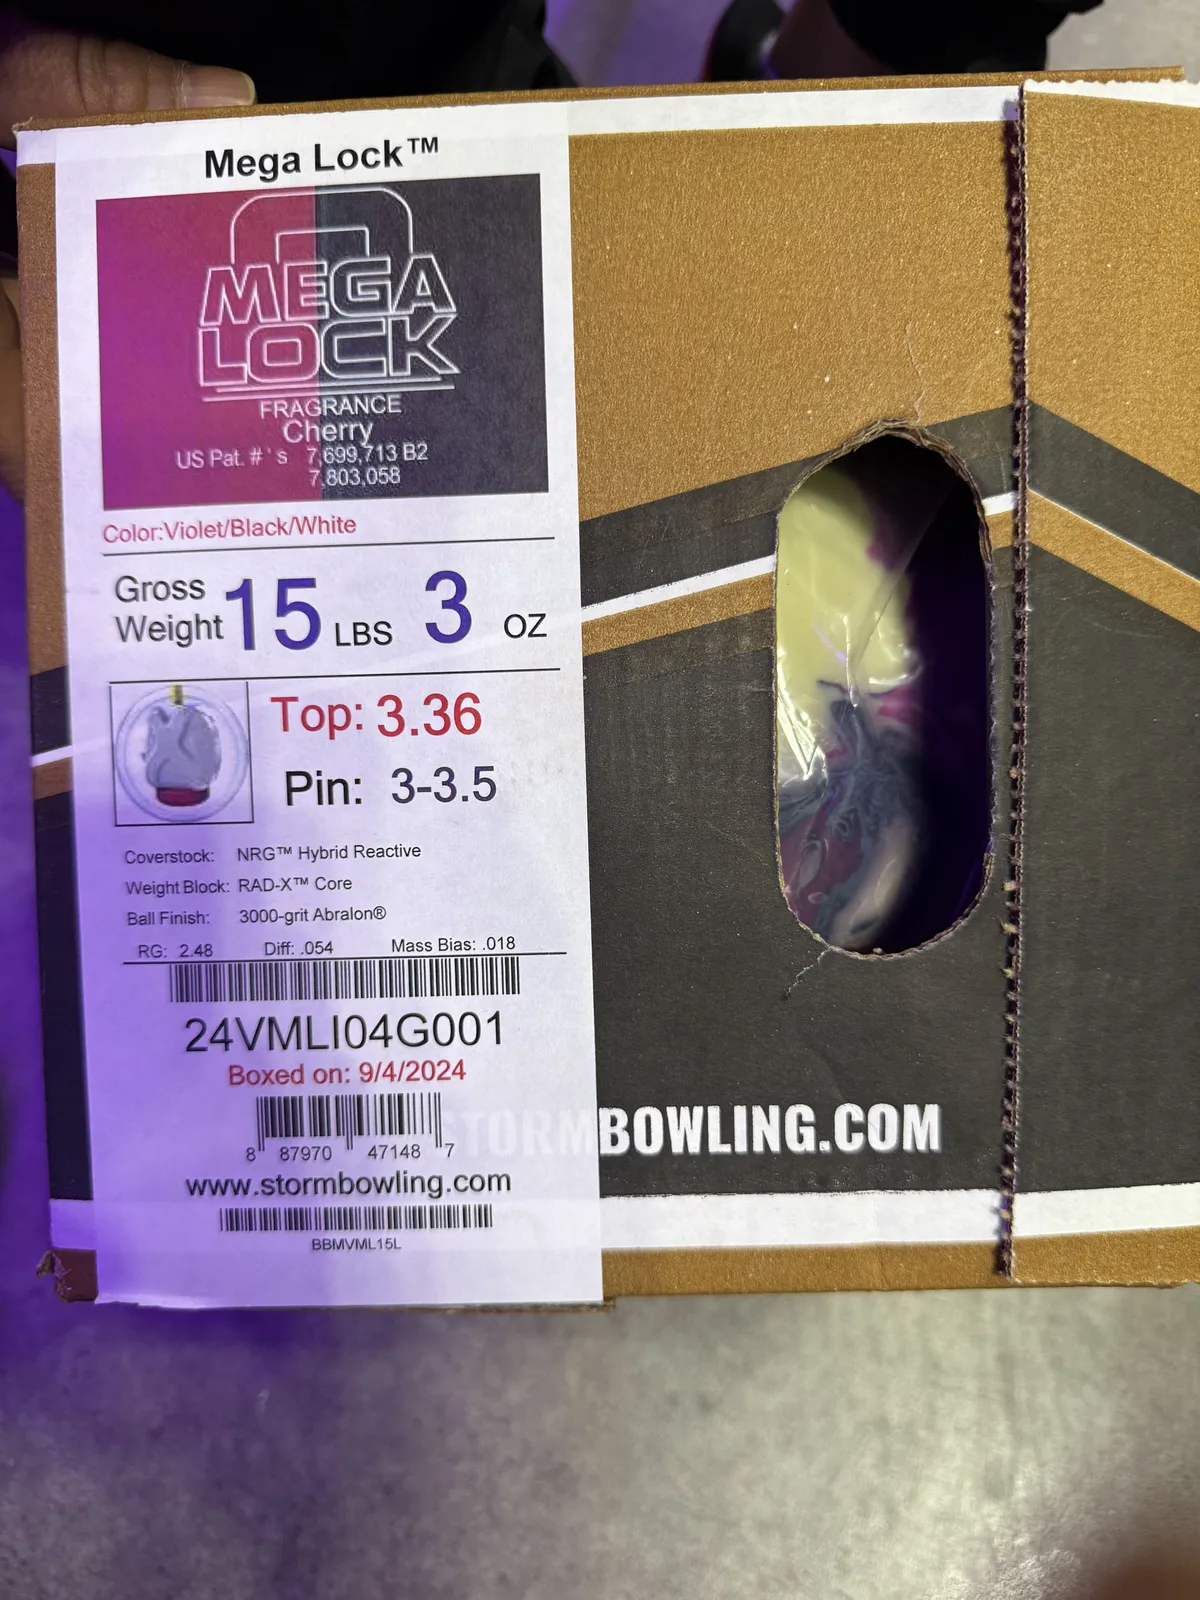 Mega Lock™
MEGA
LOCK
FRAGRANCE
Cherry
US Pat. #'s 7,699,713 B2
7,803,058
Color:Violet/Black/White
Gross
Weight 15 LBS 3 OZ
Top: 3.36
Pin: 3-3.5
Coverstock: NRG™ Hybrid Reactive
Weight Block: RAD-X™ Core
Ball Finish: 3000-grit Abralon®
RG: 2.48 Diff: .054 Mass Bias: .018
24VMLI04G001
Boxed on: 9/4/2024
8 87970 47148 7
www.stormbowling.com
BBMVML15L
STORMBOWLING.COM